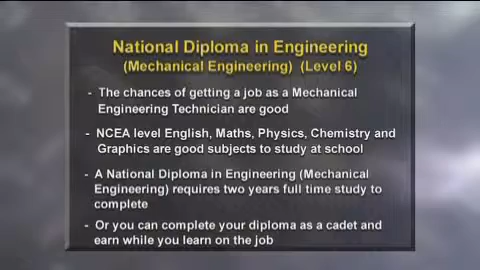 National Diploma in Engineering
(Mechanical Engineering) (Level 6)
- The chances of getting a job as a Mechanical
Engineering Technician are good
- NCEA level English, Maths, Physics, Chemistry and
Graphics are good subjects to study at school
- A National Diploma in Engineering (Mechanical
Engineering) requires two years full time study to
complete
- Or you can complete your diploma as a cadet and
earn while you learn on the job